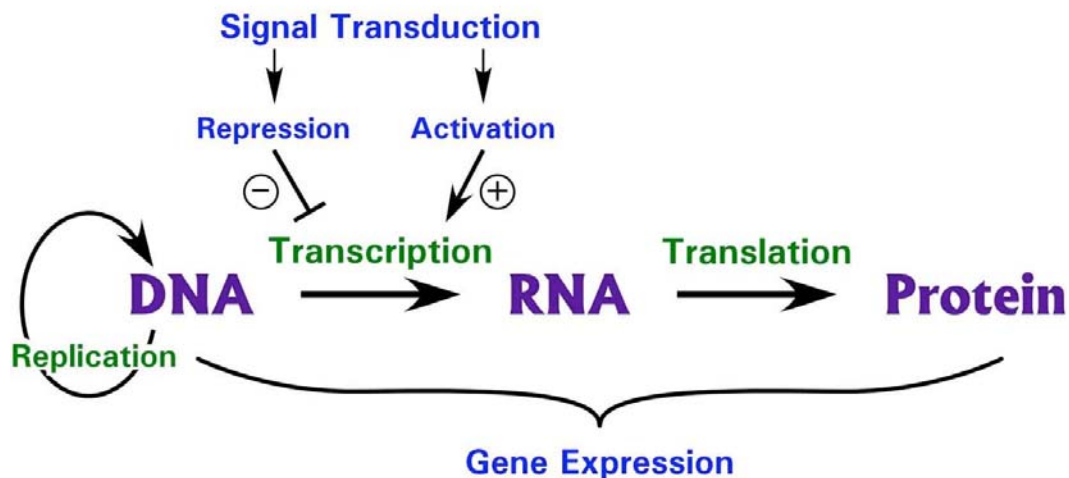 Signal Transduction
Repression Activation
− +
Transcription Translation
DNA RNA Protein
Replication
Gene Expression